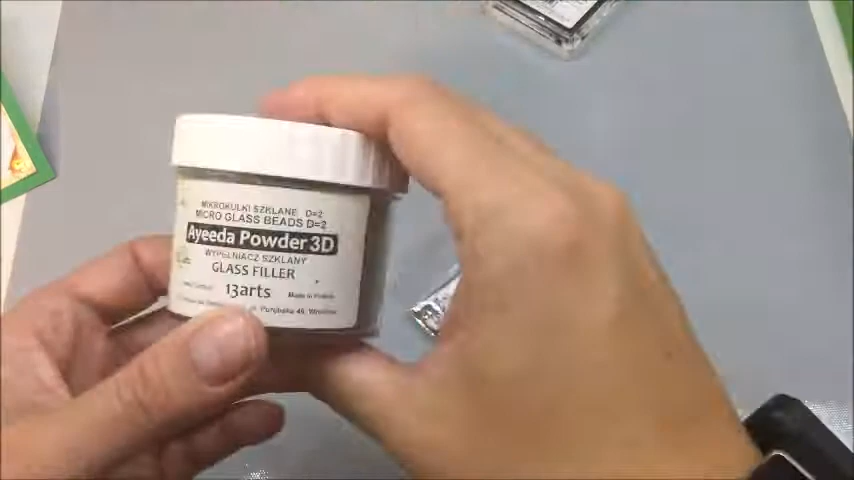 MIKROKULKI SZKLANE D=2
MICRO GLASS BEADS D=2
Ayeeda Powder 3D
WYPEŁNIACZ SZKLANY
GLASS FILLER
13arts
Made in Poland